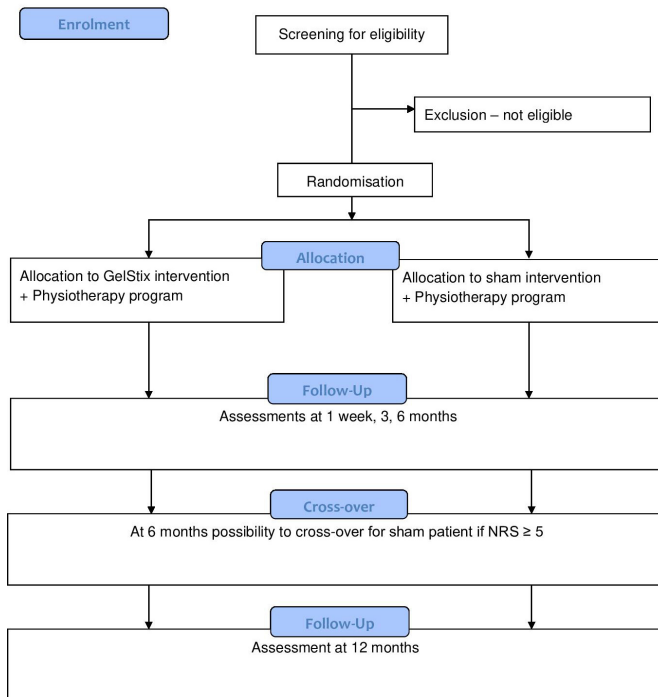 Enrolment
Screening for eligibility
Exclusion – not eligible
Randomisation
Allocation
Allocation to GelStix intervention
+ Physiotherapy program
Allocation to sham intervention
+ Physiotherapy program
Follow-Up
Assessments at 1 week, 3, 6 months
Cross-over
At 6 months possibility to cross-over for sham patient if NRS ≥ 5
Follow-Up
Assessment at 12 months